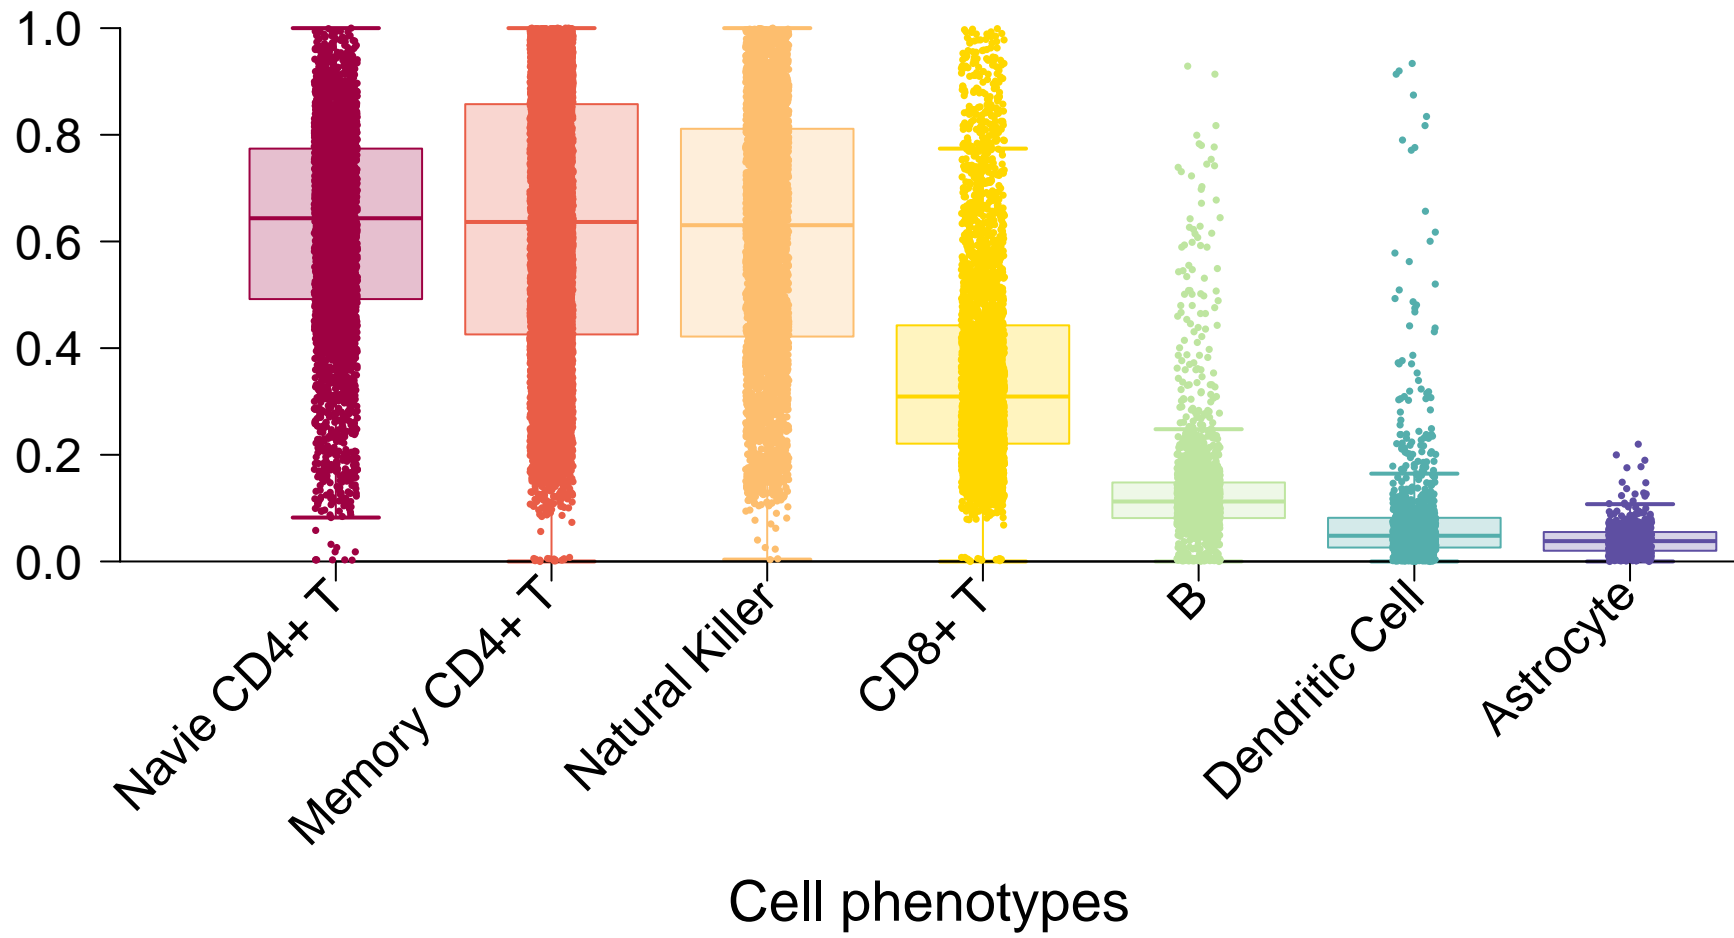 1.0
0.8
0.6
0.4
0.2
0.0
Navie CD4+ T
Memory CD4+ T
Natural Killer
CD8+ T
B
Dendritic Cell
Astrocyte
Cell phenotypes